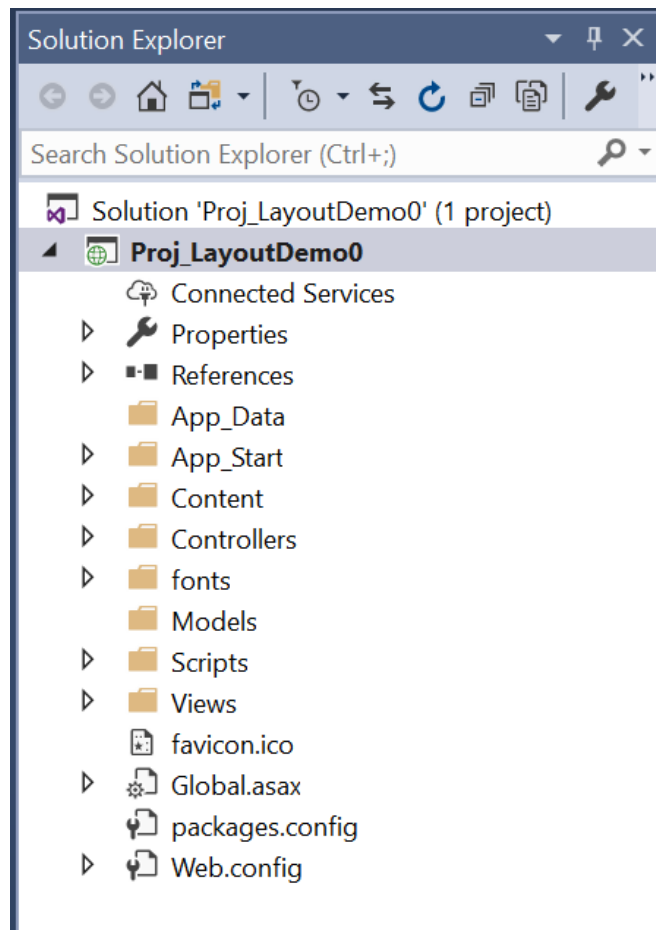 Solution Explorer
Search Solution Explorer (Ctrl+;)
Solution 'Proj_LayoutDemo0' (1 project)
Proj_LayoutDemo0
Connected Services
Properties
References
App_Data
App_Start
Content
Controllers
fonts
Models
Scripts
Views
favicon.ico
Global.asax
packages.config
Web.config